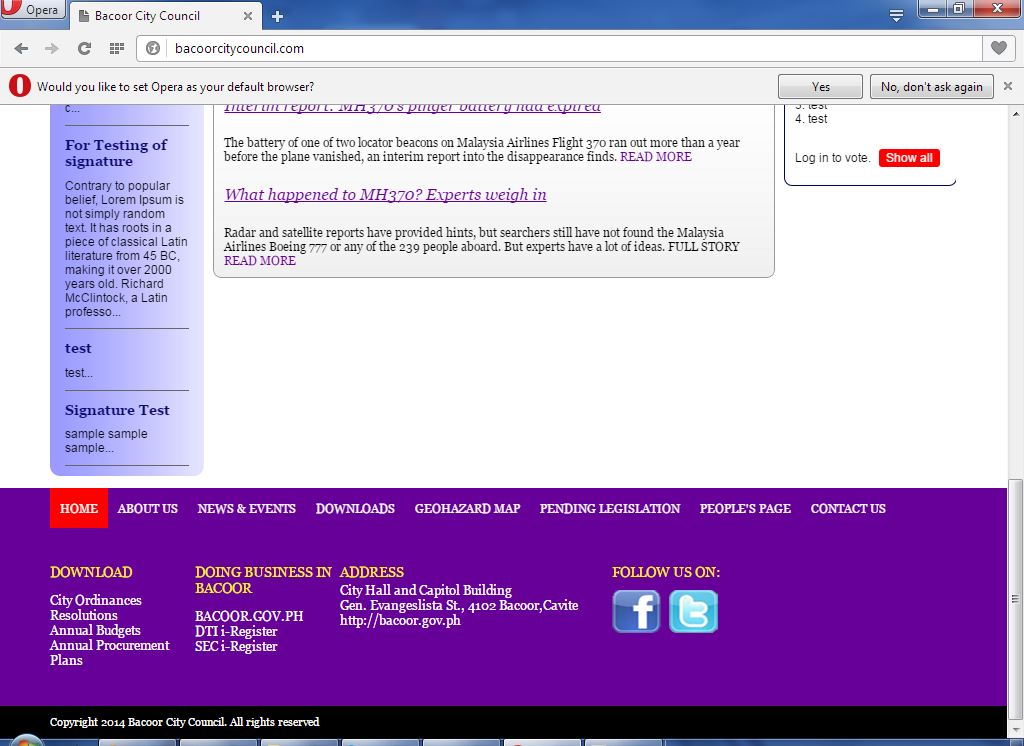 Opera
Bacoor City Council
bacoorcitycouncil.com
Would you like to set Opera as your default browser?
Yes
No, don't ask again
c...
For Testing of
signature
Contrary to popular
belief, Lorem Ipsum is
not simply random
text. It has roots in a
piece of classical Latin
literature from 45 BC,
making it over 2000
years old. Richard
McClintock, a Latin
professo...
test
test...
Signature Test
sample sample
sample...
Interim report: MH370's pinger battery had expired
The battery of one of two locator beacons on Malaysia Airlines Flight 370 ran out more than a year
before the plane vanished, an interim report into the disappearance finds. READ MORE
What happened to MH370? Experts weigh in
Radar and satellite reports have provided hints, but searchers still have not found the Malaysia
Airlines Boeing 777 or any of the 239 people aboard. But experts have a lot of ideas. FULL STORY
READ MORE
3. test
4. test
Log in to vote. Show all
HOME ABOUT US NEWS & EVENTS DOWNLOADS GEOHAZARD MAP PENDING LEGISLATION PEOPLE'S PAGE CONTACT US
DOWNLOAD
City Ordinances
Resolutions
Annual Budgets
Annual Procurement
Plans
DOING BUSINESS IN
BACOOR
BACOOR.GOV.PH
DTI i-Register
SEC i-Register
ADDRESS
City Hall and Capitol Building
Gen. Evangeslista St., 4102 Bacoor,Cavite
http://bacoor.gov.ph
FOLLOW US ON:
Copyright 2014 Bacoor City Council. All rights reserved